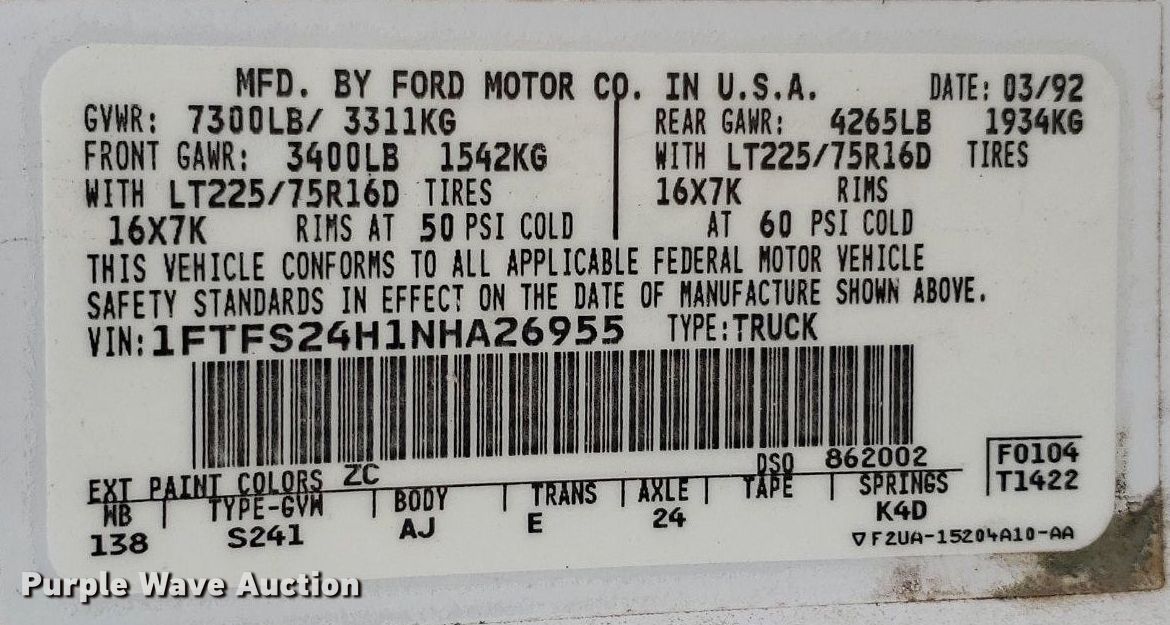 MFD. BY FORD MOTOR CO. IN U.S.A. DATE: 03/92
GVWR: 7300LB/ 3311KG REAR GAWR: 4265LB 1934KG
FRONT GAWR: 3400LB 1542KG WITH LT225/75R16D TIRES
WITH LT225/75R16D TIRES 16X7K RIMS
16X7K RIMS AT 50 PSI COLD AT 60 PSI COLD
THIS VEHICLE CONFORMS TO ALL APPLICABLE FEDERAL MOTOR VEHICLE
SAFETY STANDARDS IN EFFECT ON THE DATE OF MANUFACTURE SHOWN ABOVE.
VIN: 1FTFS24H1NHA26955 TYPE: TRUCK
EXT PAINT COLORS ZC DSO 862002 F0104
WB TYPE-GVW BODY TRANS AXLE TAPE SPRINGS T1422
138 S241 AJ E 24 K4D
▽F2UA-15204A10-AA
Purple Wave Auction